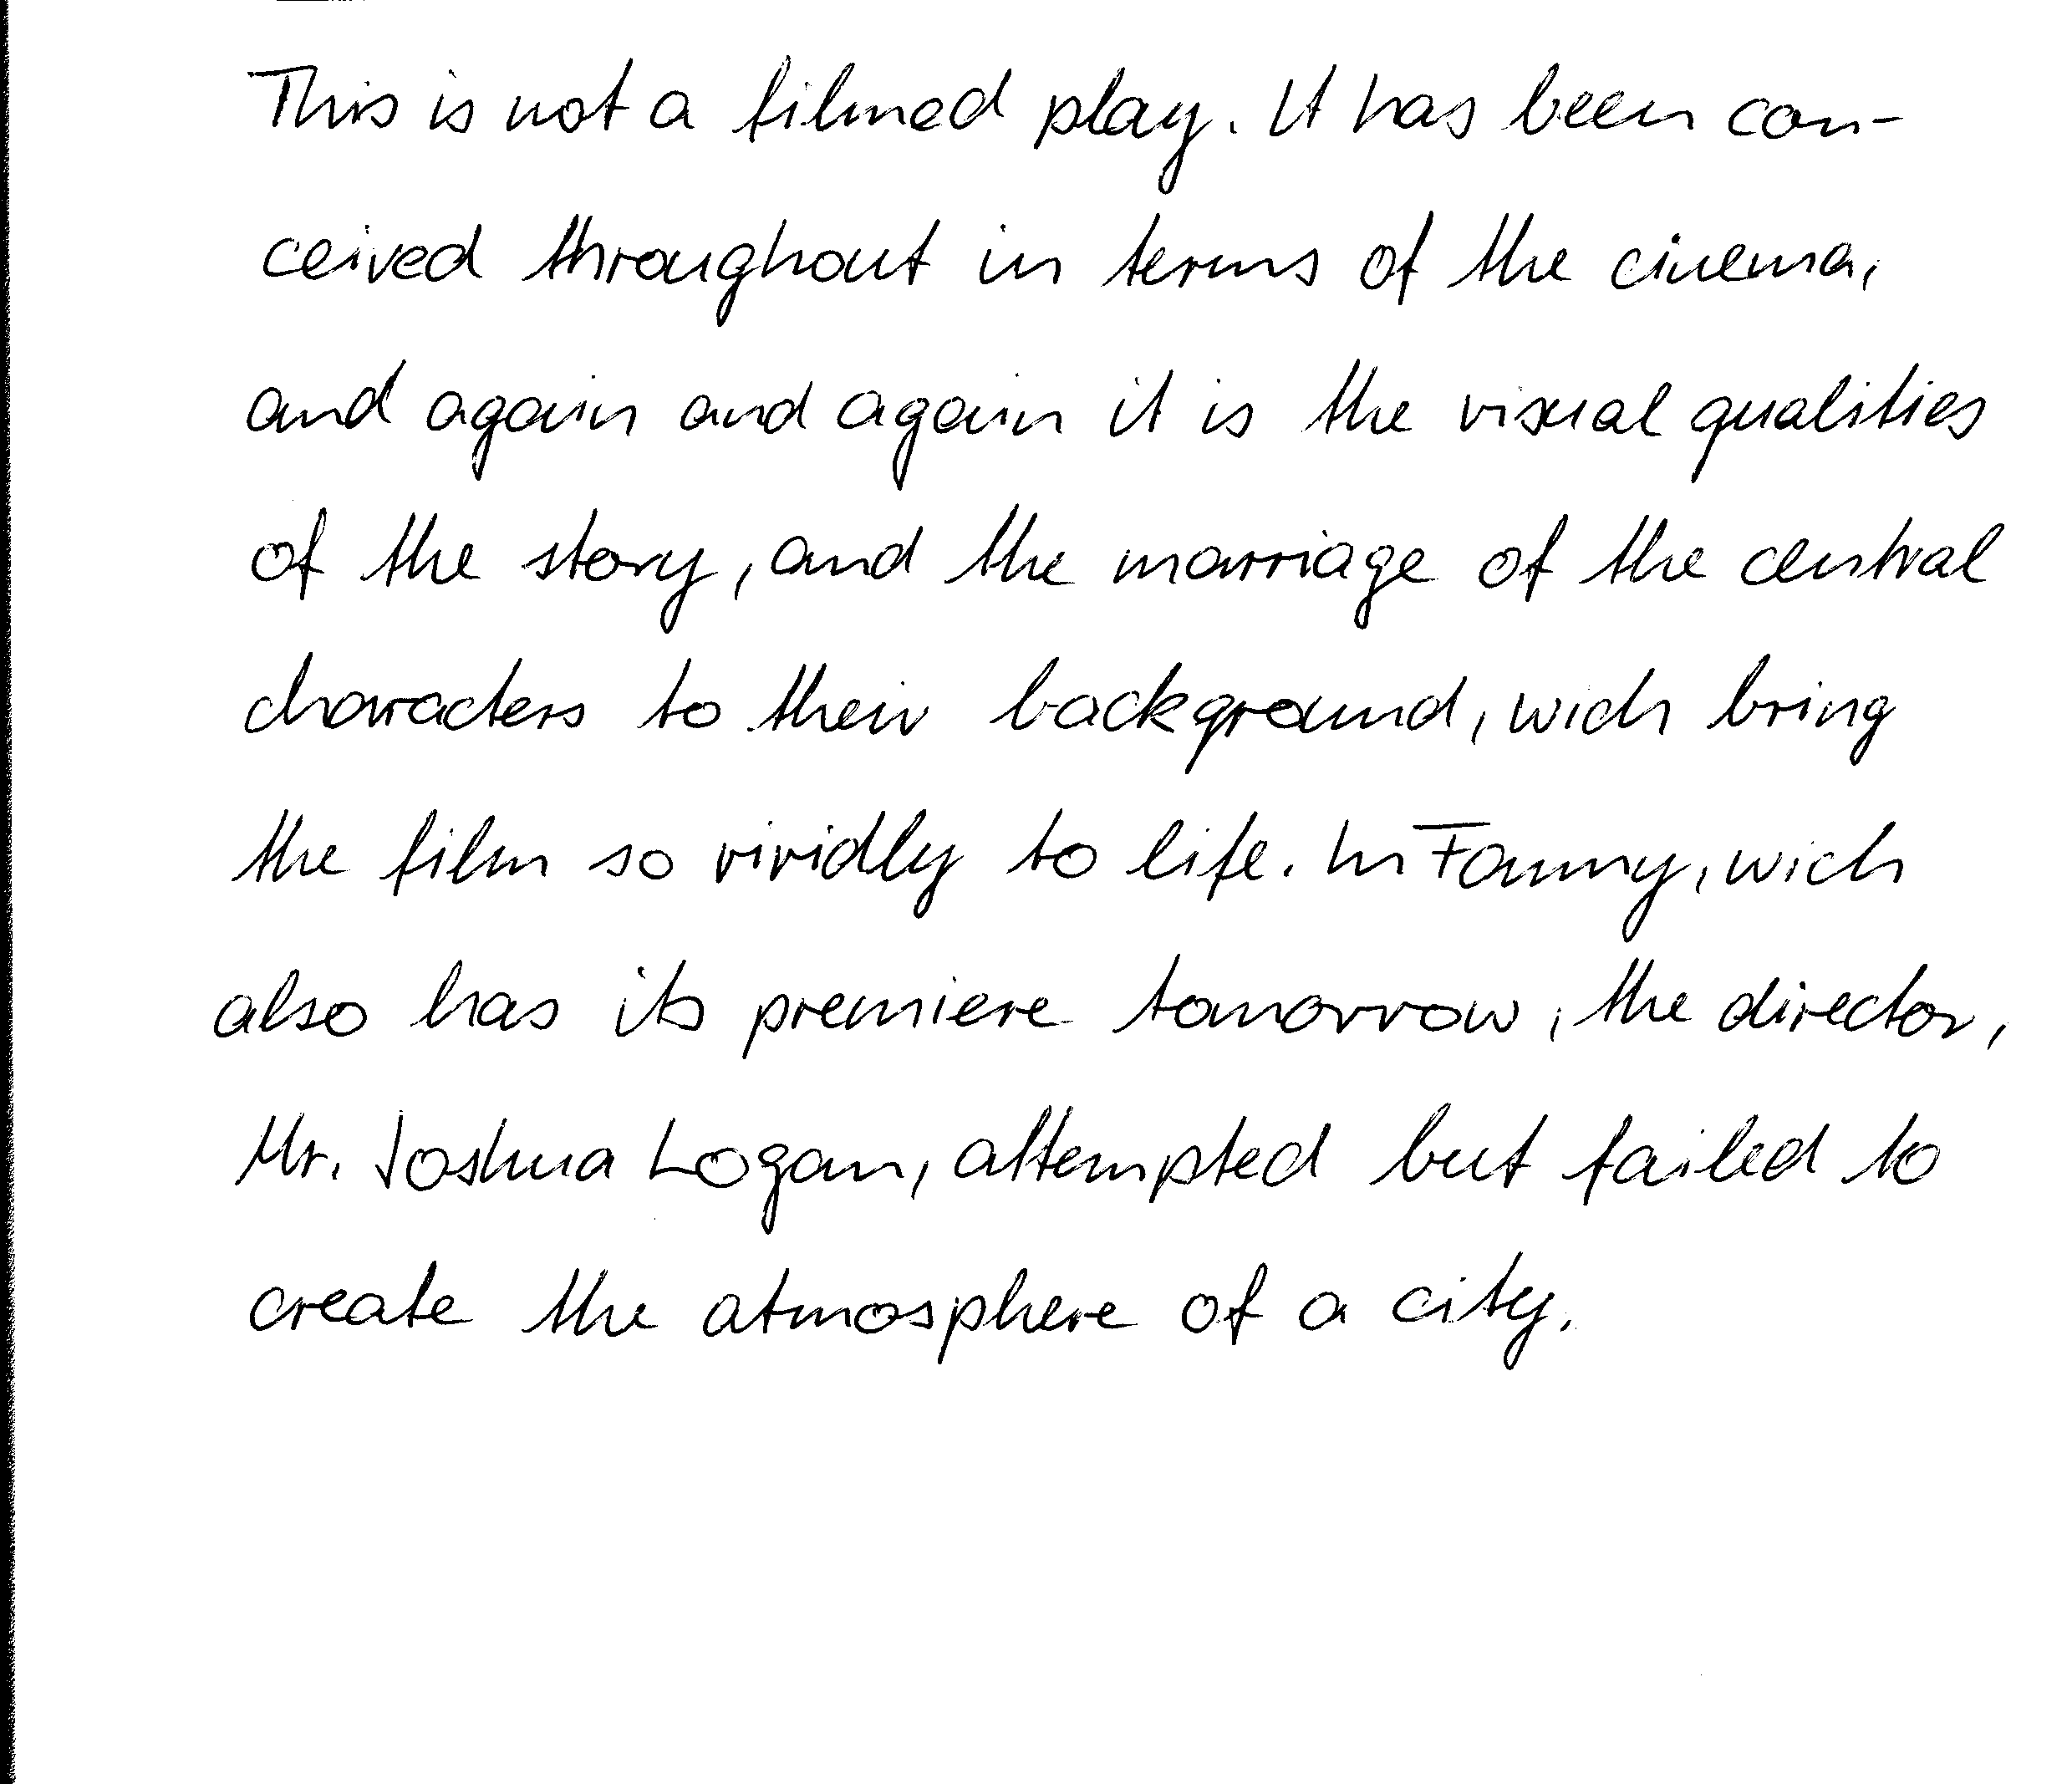 This is not a filmed play. It has been con-
ceived throughout in terms of the cinema,
and again and again it is the visual qualities
of the story, and the marriage of the central
characters to their background, wich bring
the film so vividly to life. In Fanny, wich
also has its premiere tomorrow, the director,
Mr. Joshua Logan, attempted but failed to
create the atmosphere of a city.